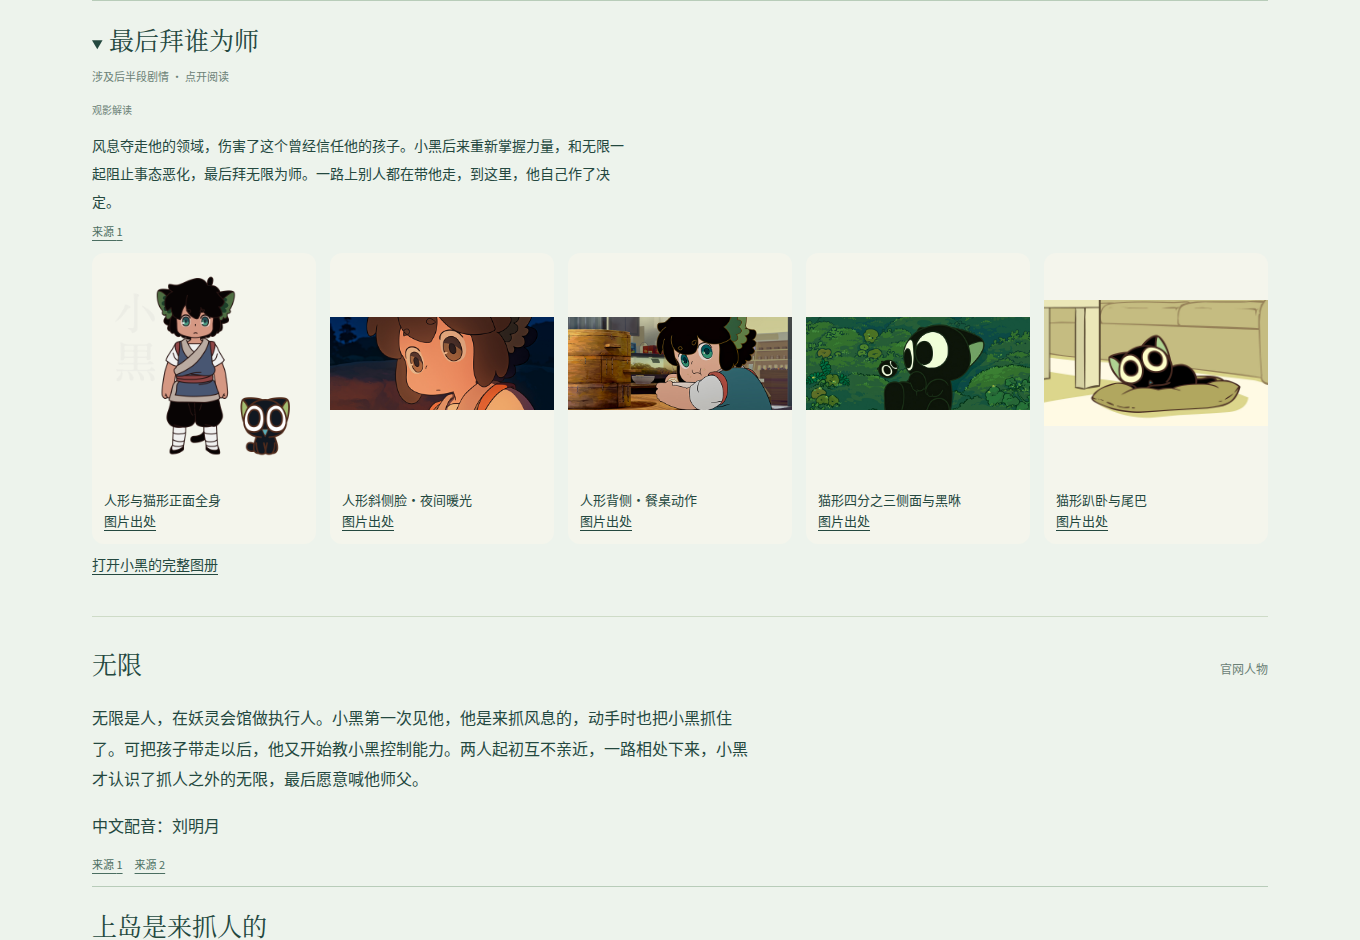 最后拜谁为师
涉及后半段剧情 · 点开阅读
观影解读
风息夺走他的领域，伤害了这个曾经信任他的孩子。小黑后来重新掌握力量，和无限一
起阻止事态恶化，最后拜无限为师。一路上别人都在带他走，到这里，他自己作了决
定。
来源 1
小
黑
人形与猫形正面全身
图片出处
人形斜侧脸·夜间暖光
图片出处
人形背侧·餐桌动作
图片出处
猫形四分之三侧面与黑咻
图片出处
猫形趴卧与尾巴
图片出处
打开小黑的完整图册
无限
官网人物
无限是人，在妖灵会馆做执行人。小黑第一次见他，他是来抓风息的，动手时也把小黑抓住
了。可把孩子带走以后，他又开始教小黑控制能力。两人起初互不亲近，一路相处下来，小黑
才认识了抓人之外的无限，最后愿意喊他师父。
中文配音：刘明月
来源 1 来源 2
上岛是来抓人的